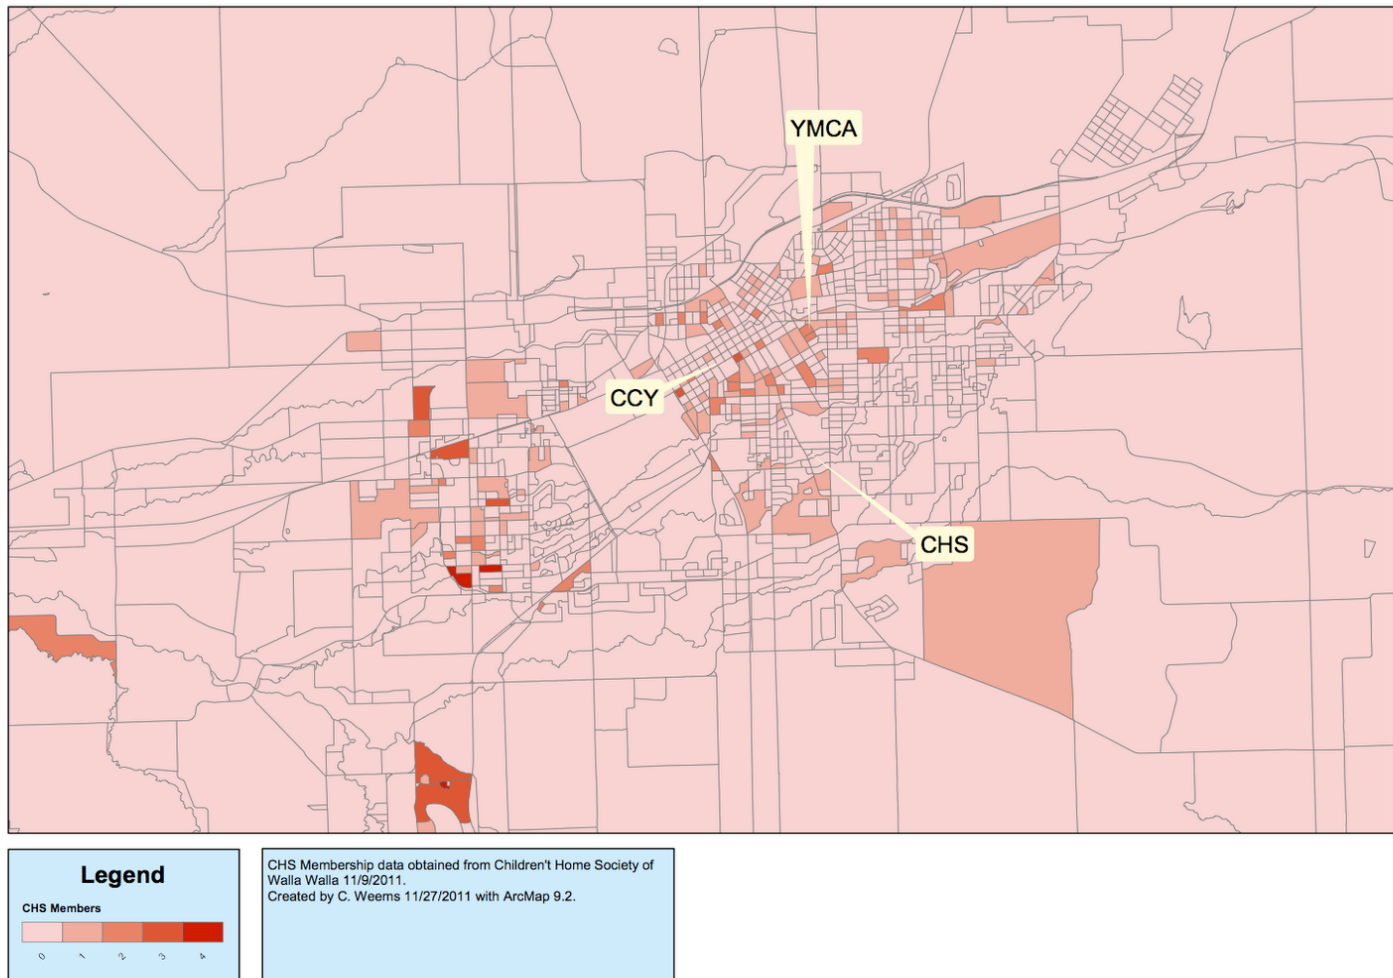 YMCA
CCY
CHS
Legend
CHS Members
0 1 2 3 4
CHS Membership data obtained from Children't Home Society of
Walla Walla 11/9/2011.
Created by C. Weems 11/27/2011 with ArcMap 9.2.